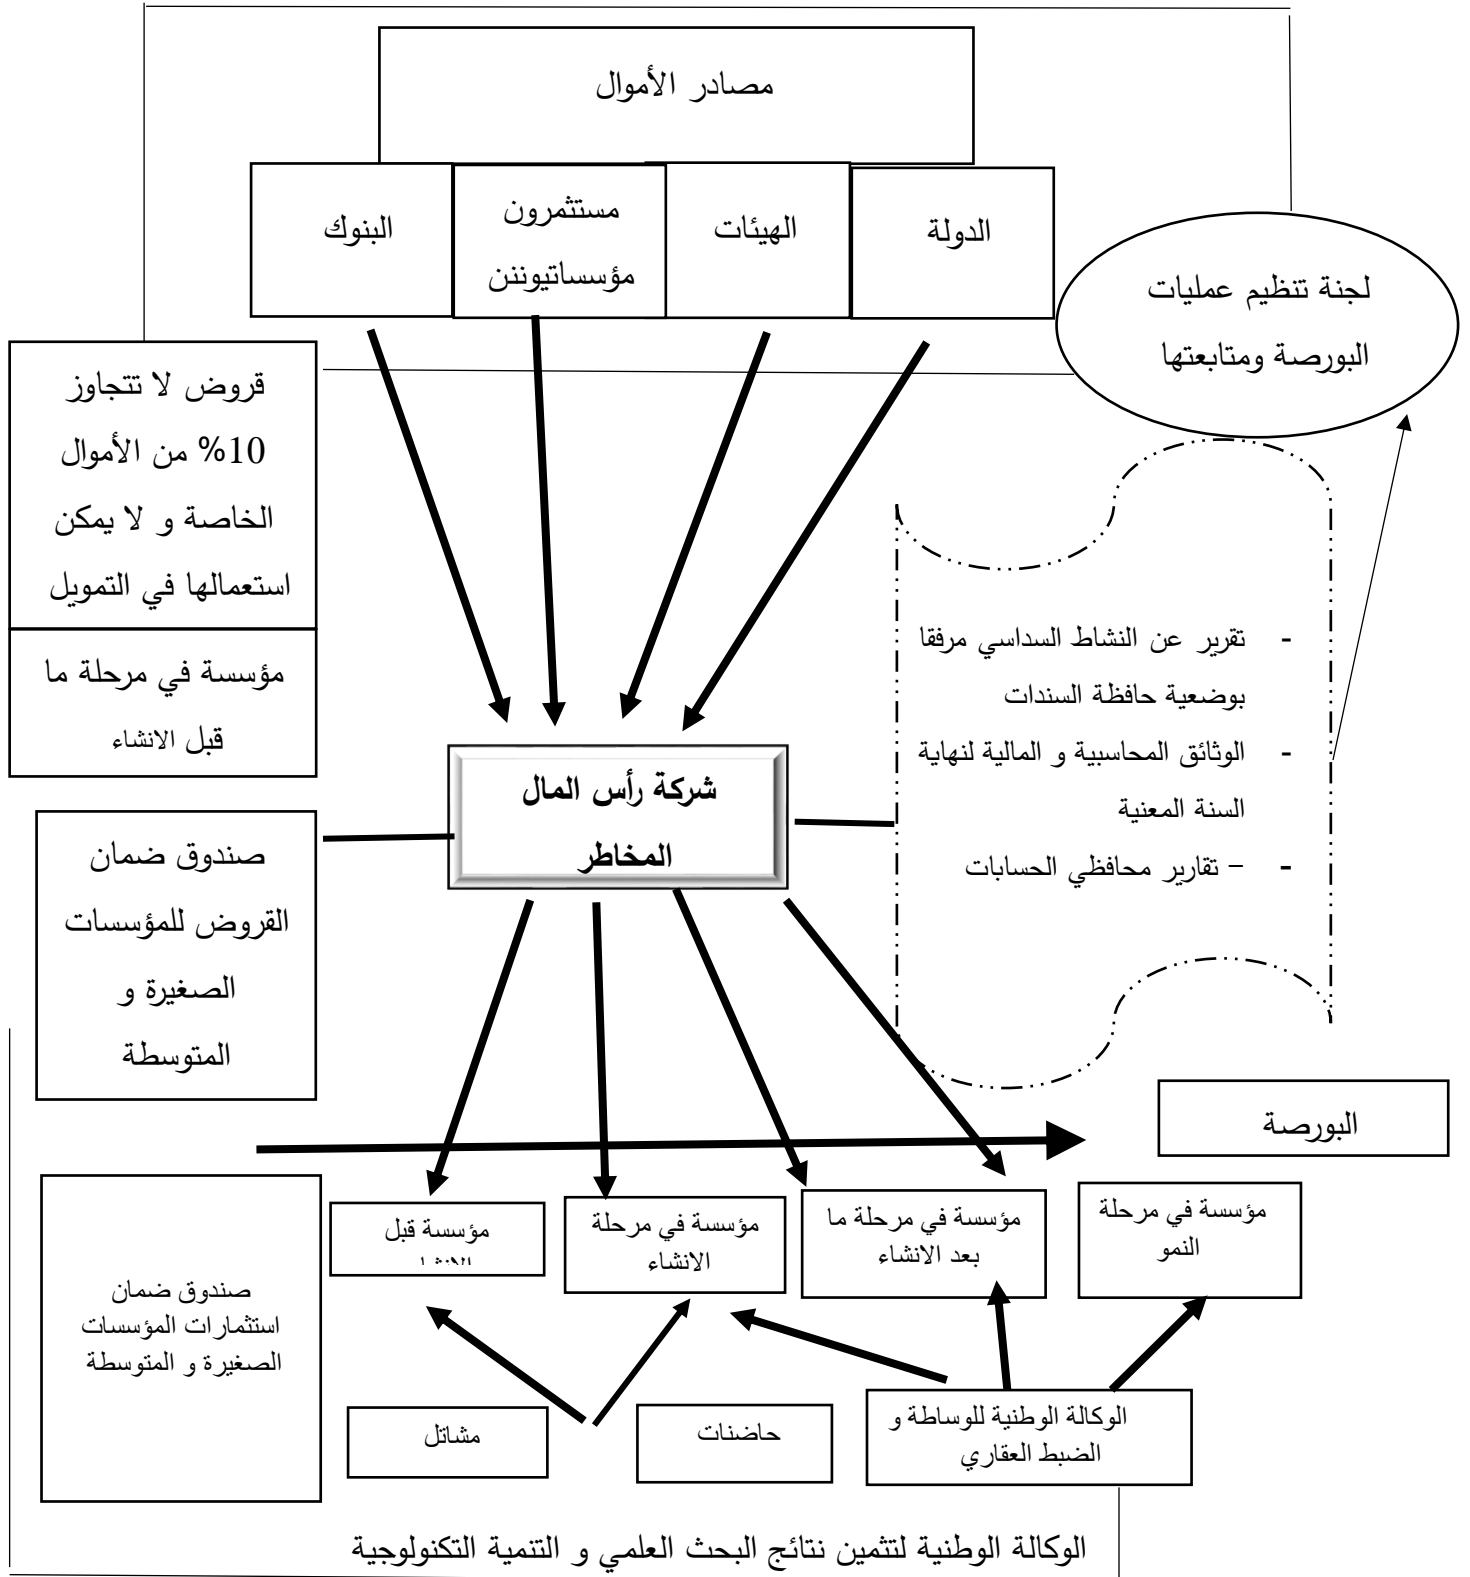 مصادر الأموال
الدولة
الهيئات
مستثمرون
مؤسساتيوننن
البنوك
لجنة تنظيم عمليات
البورصة ومتابعتها
قروض لا تتجاوز
10% من الأموال
الخاصة و لا يمكن
استعمالها في التمويل
مؤسسة في مرحلة ما
قبل الانشاء
- تقرير عن النشاط السداسي مرفقا
بوضعية حافظة السندات
- الوثائق المحاسبية و المالية لنهاية
السنة المعنية
- – تقارير محافظي الحسابات
شركة رأس المال
المخاطر
صندوق ضمان
القروض للمؤسسات
الصغيرة و
المتوسطة
البورصة
مؤسسة في مرحلة
النمو
مؤسسة في مرحلة ما
بعد الانشاء
مؤسسة في مرحلة
الانشاء
مؤسسة قبل
صندوق ضمان
استثمارات المؤسسات
الصغيرة و المتوسطة
الوكالة الوطنية للوساطة و
الضبط العقاري
حاضنات
مشاتل
الوكالة الوطنية لتثمين نتائج البحث العلمي و التنمية التكنولوجية